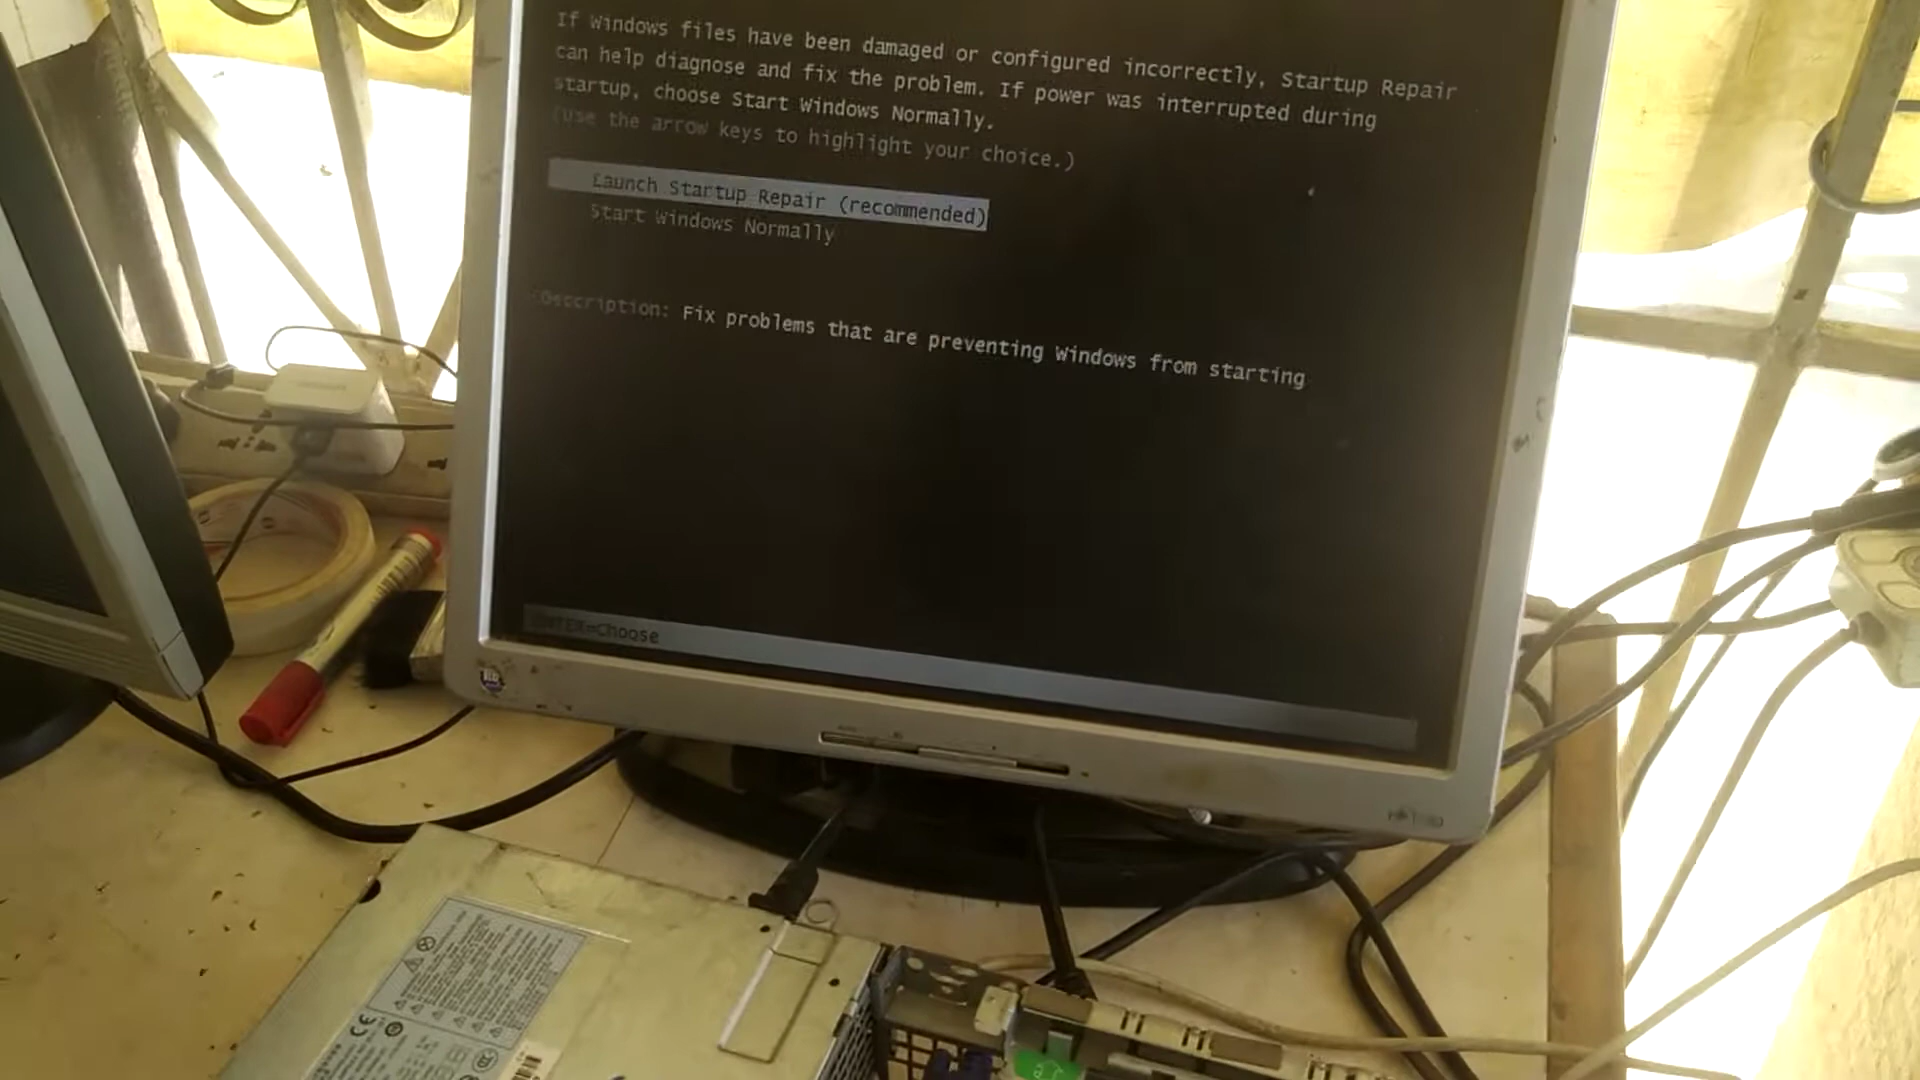 If Windows files have been damaged or configured incorrectly, Startup Repair
can help diagnose and fix the problem. If power was interrupted during
startup, choose Start Windows Normally.
(Use the arrow keys to highlight your choice.)
Launch Startup Repair (recommended)
Start Windows Normally
Description: Fix problems that are preventing Windows from starting
ENTER=Choose